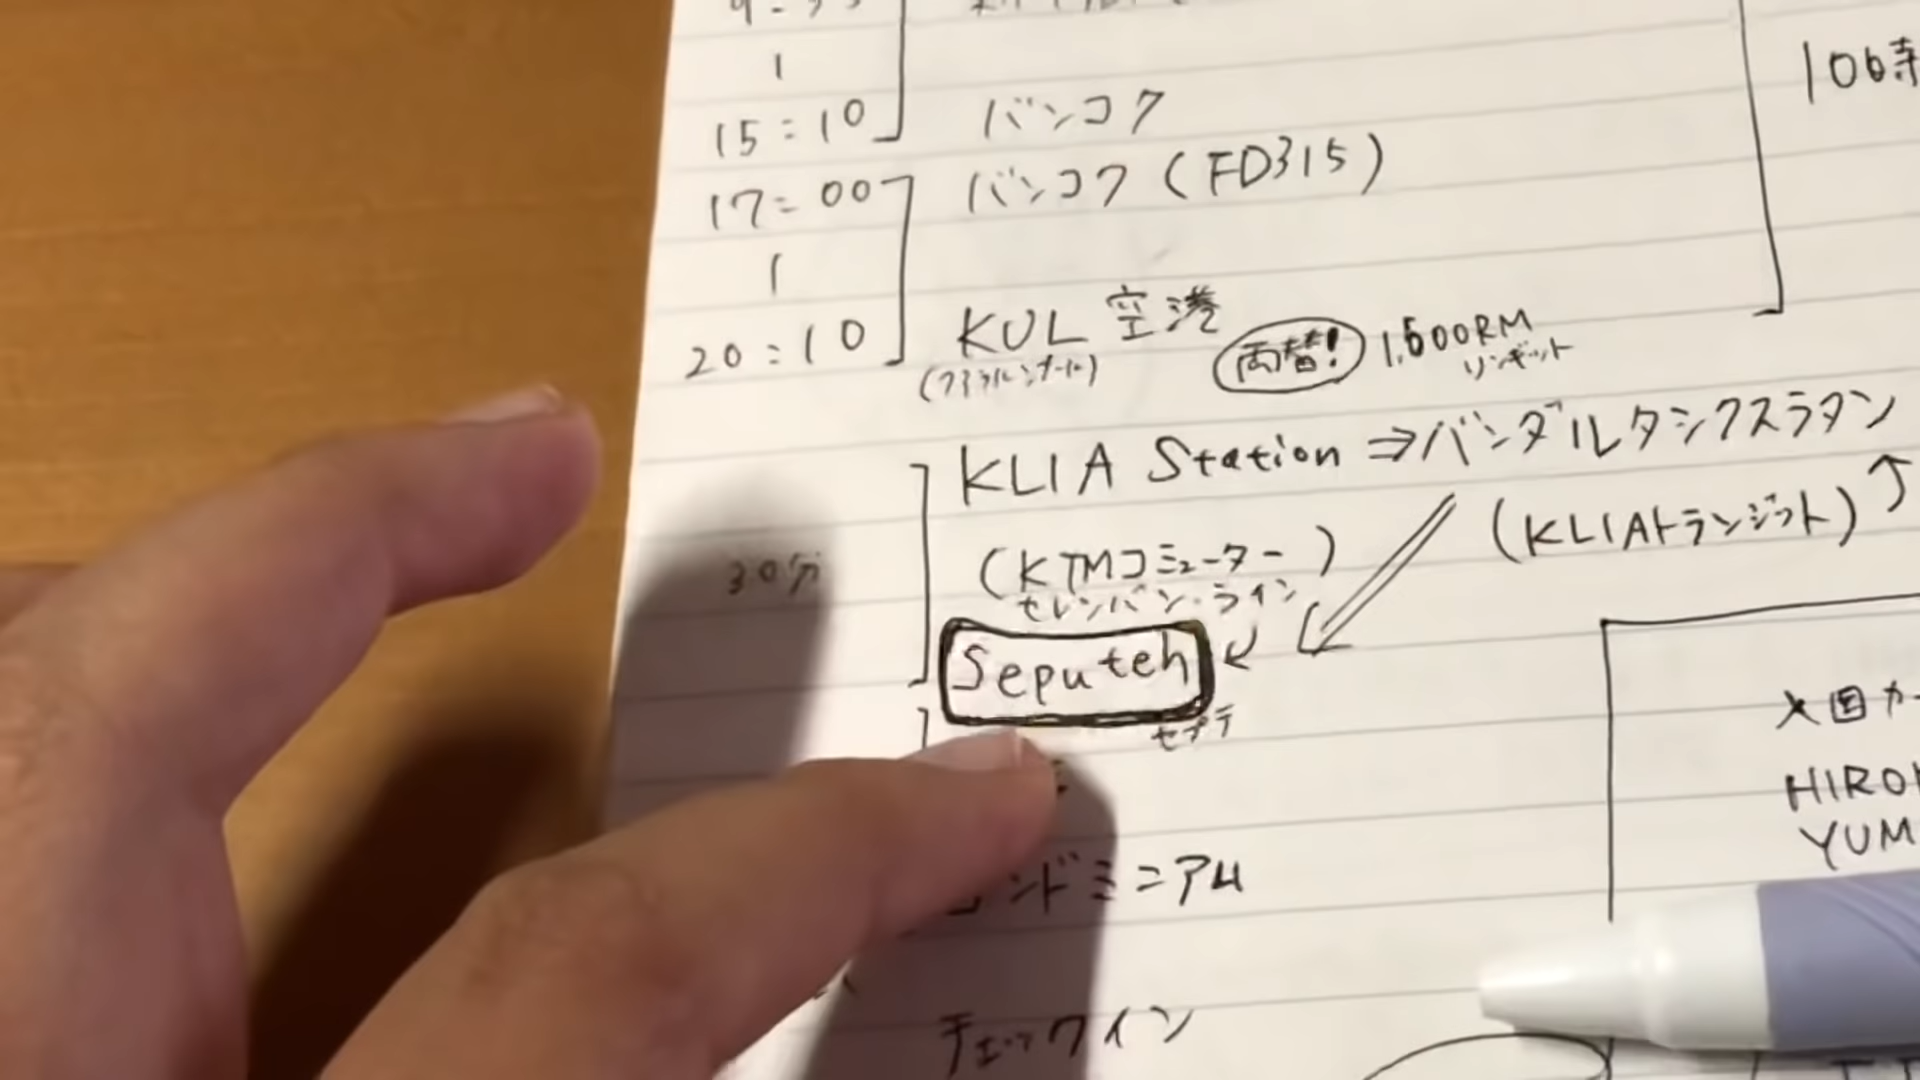 15:10 バンコク
17:00 バンコク (FD315)
20:10 KUL 空港 両替! 1,500RM
(クアラルンプール) リンギット
KLIA Station ⇒ バンダルタシクスラタン
(KLIAトランジット)
30分 (KTMコミューター)
セレンバン・ライン
Seputeh
セプテ
コンドミニアム
チェックイン
106
入国カー
HIRO
YUM